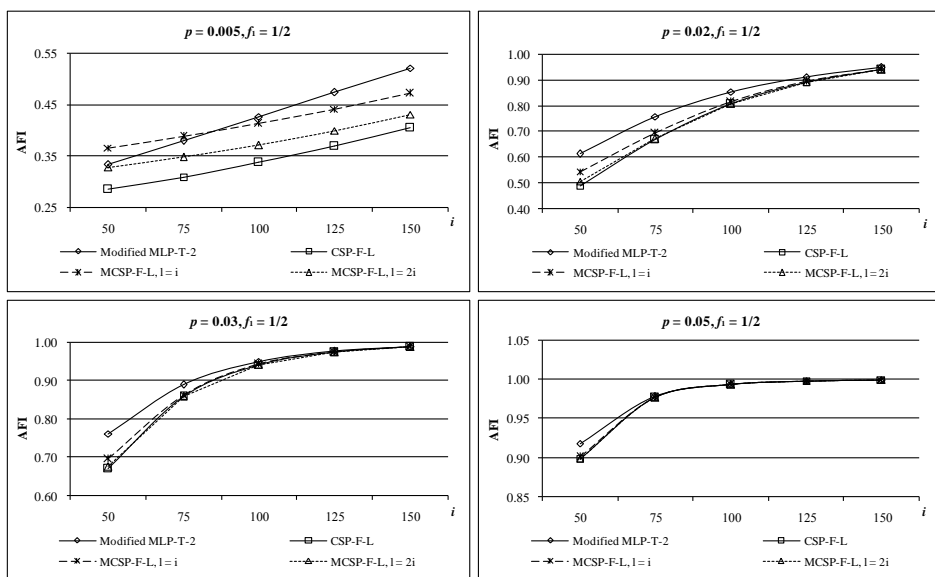 p = 0.005, f1 = 1/2
AFI
0.55
0.45
0.35
0.25
50 75 100 125 150 i
Modified MLP-T-2 CSP-F-L
MCSP-F-L, l = i MCSP-F-L, l = 2i
p = 0.02, f1 = 1/2
AFI
1.00
0.90
0.80
0.70
0.60
0.50
0.40
50 75 100 125 150 i
Modified MLP-T-2 CSP-F-L
MCSP-F-L, l = i MCSP-F-L, l = 2i
p = 0.03, f1 = 1/2
AFI
1.00
0.90
0.80
0.70
0.60
50 75 100 125 150 i
Modified MLP-T-2 CSP-F-L
MCSP-F-L, l = i MCSP-F-L, l = 2i
p = 0.05, f1 = 1/2
AFI
1.05
1.00
0.95
0.90
0.85
50 75 100 125 150 i
Modified MLP-T-2 CSP-F-L
MCSP-F-L, l = i MCSP-F-L, l = 2i